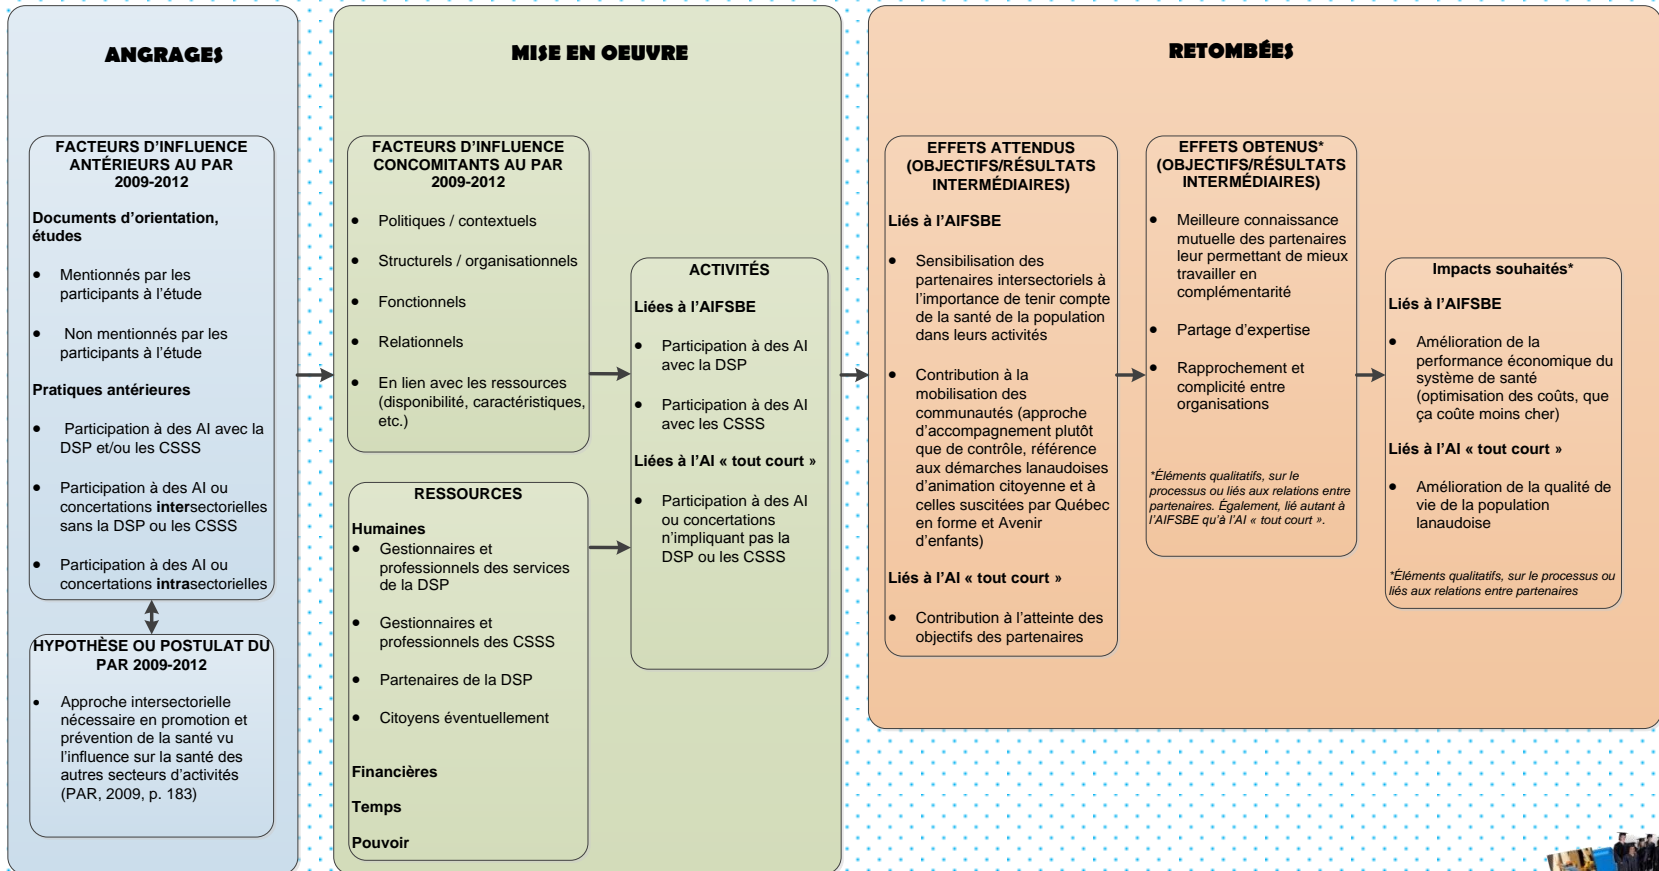 ANGRAGES
FACTEURS D'INFLUENCE
ANTÉRIEURS AU PAR
2009-2012
Documents d'orientation,
études
• Mentionnés par les
participants à l'étude
• Non mentionnés par les
participants à l'étude
Pratiques antérieures
• Participation à des AI avec la
DSP et/ou les CSSS
• Participation à des AI ou
concertations intersectorielles
sans la DSP ou les CSSS
• Participation à des AI ou
concertations intrasectorielles
HYPOTHÈSE OU POSTULAT DU
PAR 2009-2012
• Approche intersectorielle
nécessaire en promotion et
prévention de la santé vu
l'influence sur la santé des
autres secteurs d'activités
(PAR, 2009, p. 183)
MISE EN OEUVRE
FACTEURS D'INFLUENCE
CONCOMITANTS AU PAR
2009-2012
• Politiques / contextuels
• Structurels / organisationnels
• Fonctionnels
• Relationnels
• En lien avec les ressources
(disponibilité, caractéristiques,
etc.)
RESSOURCES
Humaines
• Gestionnaires et
professionnels des services
de la DSP
• Gestionnaires et
professionnels des CSSS
• Partenaires de la DSP
• Citoyens éventuellement
Financières
Temps
Pouvoir
ACTIVITÉS
Liées à l'AIFSBE
• Participation à des AI
avec la DSP
• Participation à des AI
avec les CSSS
Liées à l'AI « tout court »
• Participation à des AI
ou concertations
n'impliquant pas la
DSP ou les CSSS
RETOMBÉES
EFFETS ATTENDUS
(OBJECTIFS/RÉSULTATS
INTERMÉDIAIRES)
Liés à l'AIFSBE
• Sensibilisation des
partenaires intersectoriels à
l'importance de tenir compte
de la santé de la population
dans leurs activités
• Contribution à la
mobilisation des
communautés (approche
d'accompagnement plutôt
que de contrôle, référence
aux démarches lanaudoises
d'animation citoyenne et à
celles suscitées par Québec
en forme et Avenir
d'enfants)
Liés à l'AI « tout court »
• Contribution à l'atteinte des
objectifs des partenaires
EFFETS OBTENUS*
(OBJECTIFS/RÉSULTATS
INTERMÉDIAIRES)
• Meilleure connaissance
mutuelle des partenaires
leur permettant de mieux
travailler en
complémentarité
• Partage d'expertise
• Rapprochement et
complicité entre
organisations
*Éléments qualitatifs, sur le
processus ou liés aux relations entre
partenaires. Également, lié autant à
l'AIFSBE qu'à l'AI « tout court ».
Impacts souhaités*
Liés à l'AIFSBE
• Amélioration de la
performance économique du
système de santé
(optimisation des coûts, que
ça coûte moins cher)
Liés à l'AI « tout court »
• Amélioration de la qualité de
vie de la population
lanaudoise
*Éléments qualitatifs, sur le processus ou
liés aux relations entre partenaires